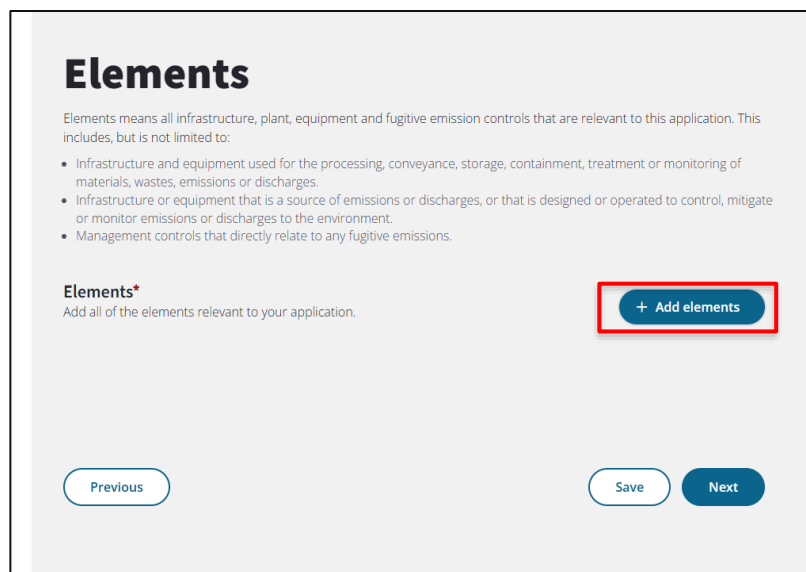 Elements
Elements means all infrastructure, plant, equipment and fugitive emission controls that are relevant to this application. This
includes, but is not limited to:
• Infrastructure and equipment used for the processing, conveyance, storage, containment, treatment or monitoring of
materials, wastes, emissions or discharges.
• Infrastructure or equipment that is a source of emissions or discharges, or that is designed or operated to control, mitigate
or monitor emissions or discharges to the environment.
• Management controls that directly relate to any fugitive emissions.
Elements*
Add all of the elements relevant to your application.
+ Add elements
Previous
Save
Next